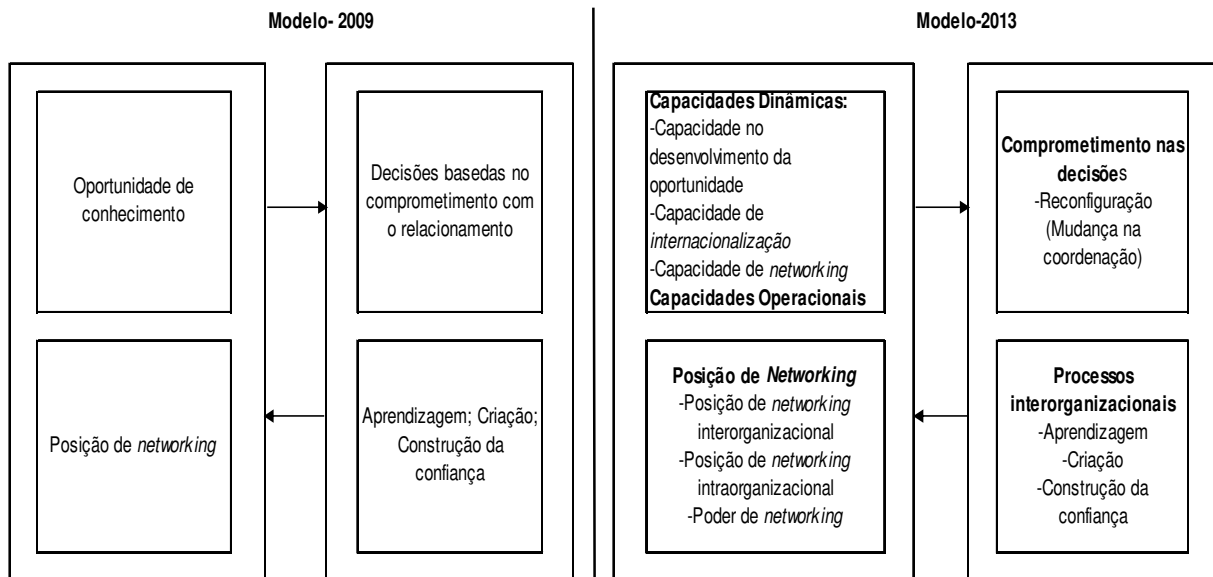 Modelo- 2009
Oportunidade de
conhecimento
Decisões basedas no
comprometimento com
o relacionamento
Posição de networking
Aprendizagem; Criação;
Construção da
confiança
Modelo-2013
Capacidades Dinâmicas:
-Capacidade no
desenvolvimento da
oportunidade
-Capacidade de
internacionalização
-Capacidade de networking
Capacidades Operacionais
Comprometimento nas
decisões
-Reconfiguração
(Mudança na
coordenação)
Posição de Networking
-Posição de networking
interorganizacional
-Posição de networking
intraorganizacional
-Poder de networking
Processos
interorganizacionais
-Aprendizagem
-Criação
-Construção da
confiança